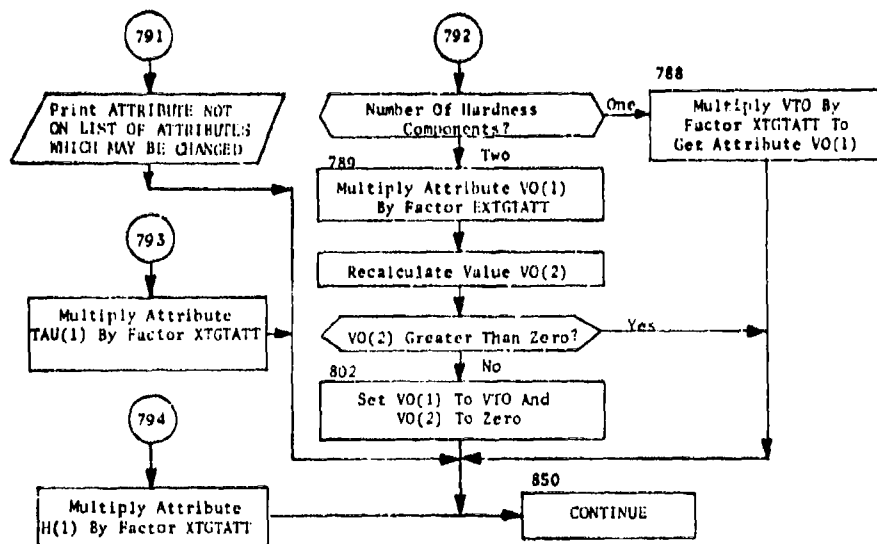 791
Print ATTRIBUTE NOT
ON LIST OF ATTRIBUTES
WHICH MAY BE CHANGED
793
Multiply Attribute
TAU(1) By Factor XTGTATT
794
Multiply Attribute
H(1) By Factor XTGTATT
792
Number Of Hardness
Components?
One
Two
788
Multiply VTO By
Factor XTGTATT To
Get Attribute VO(1)
789
Multiply Attribute VO(1)
By Factor EXTGTATT
Recalculate Value VO(2)
VO(2) Greater Than Zero?
Yes
No
802
Set VO(1) To VTO And
VO(2) To Zero
850
CONTINUE